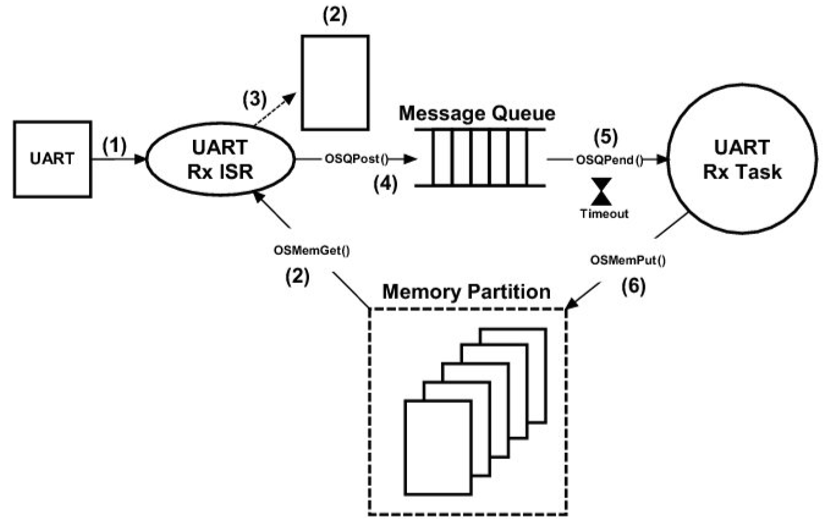 (2)
(3)
Message Queue
(5)
UART
(1)
UART
Rx ISR
OSQPost()
(4)
OSQPend()
Timeout
UART
Rx Task
OSMemGet()
(2)
OSMemPut()
(6)
Memory Partition